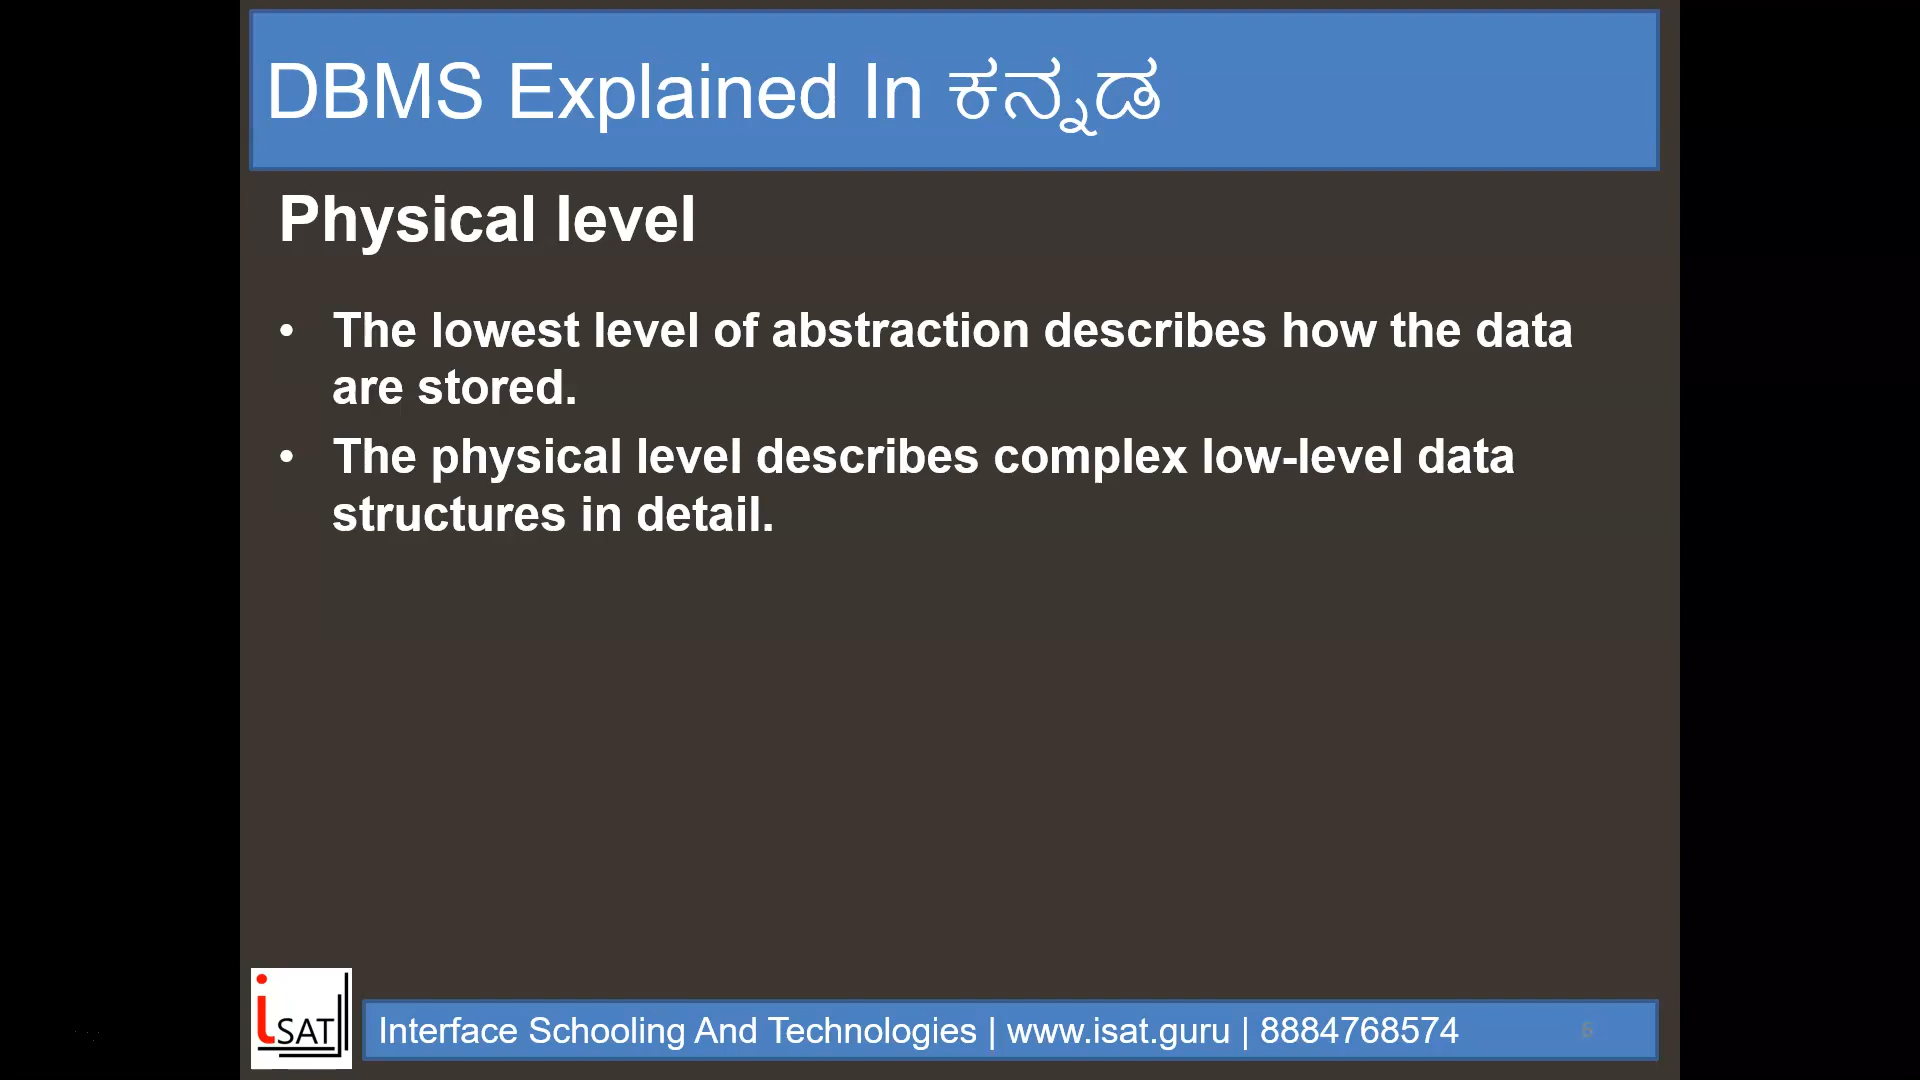 DBMS Explained In ಕನ್ನಡ
Physical level
• The lowest level of abstraction describes how the data
are stored.
• The physical level describes complex low-level data
structures in detail.
iSAT
Interface Schooling And Technologies | www.isat.guru | 8884768574